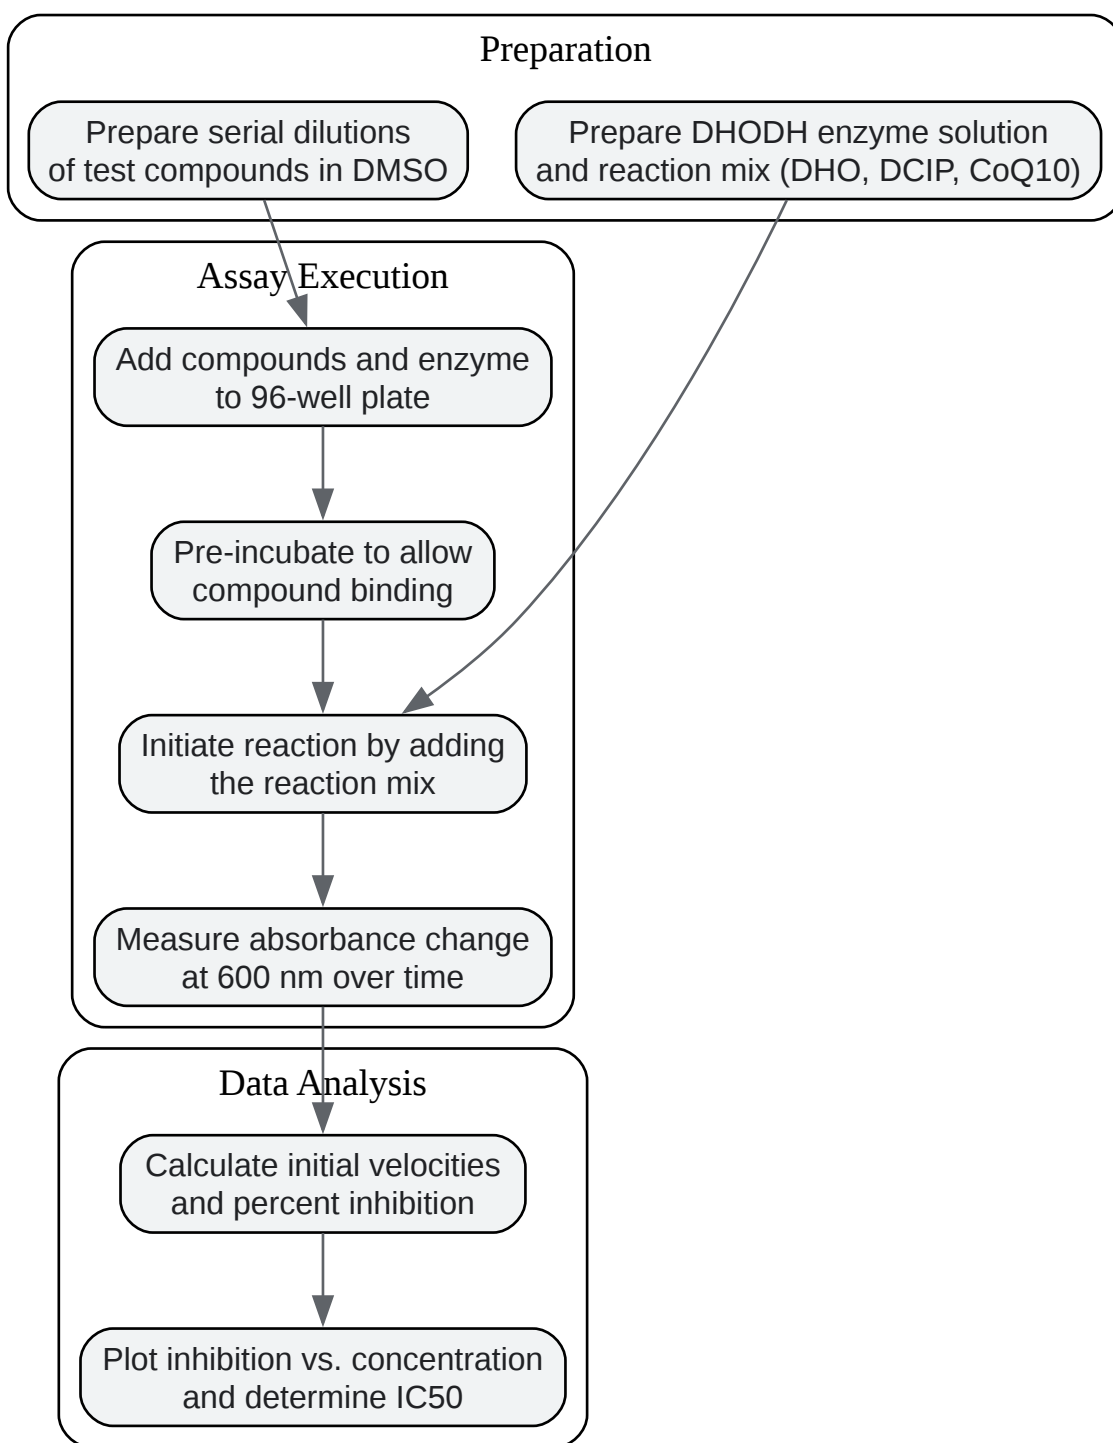 Preparation
Prepare serial dilutions
of test compounds in DMSO
Prepare DHODH enzyme solution
and reaction mix (DHO, DCIP, CoQ10)
Assay Execution
Add compounds and enzyme
to 96-well plate
Pre-incubate to allow
compound binding
Initiate reaction by adding
the reaction mix
Measure absorbance change
at 600 nm over time
Data Analysis
Calculate initial velocities
and percent inhibition
Plot inhibition vs. concentration
and determine IC50